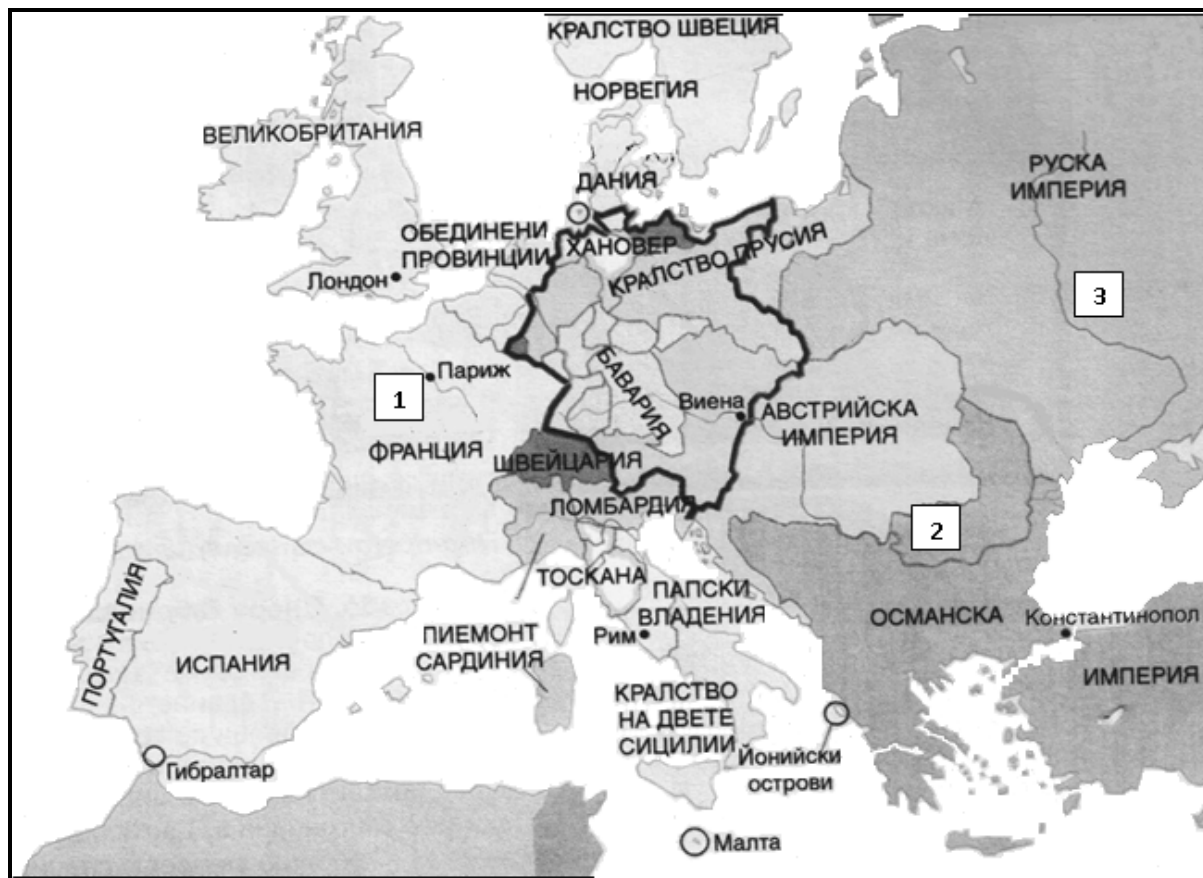 КРАЛСТВО ШВЕЦИЯ
НОРВЕГИЯ
ВЕЛИКОБРИТАНИЯ
РУСКА
ИМПЕРИЯ
ДАНИЯ
ОБЕДИНЕНИ
ПРОВИНЦИИ
ХАНОВЕР
КРАЛСТВО ПРУСИЯ
Лондон
3
Париж
1
БАВАРИЯ
Виена
АВСТРИЙСКА
ИМПЕРИЯ
ФРАНЦИЯ
ШВЕЙЦАРИЯ
ЛОМБАРДИЯ
2
ТОСКАНА
ПАПСКИ
ВЛАДЕНИЯ
ОСМАНСКА
Константинопол
ПОРТУГАЛИЯ
ИСПАНИЯ
ПИЕМОНТ
САРДИНИЯ
Рим
ИМПЕРИЯ
КРАЛСТВО
НА ДВЕТЕ
СИЦИЛИИ
Йонийски
острови
Гибралтар
Малта